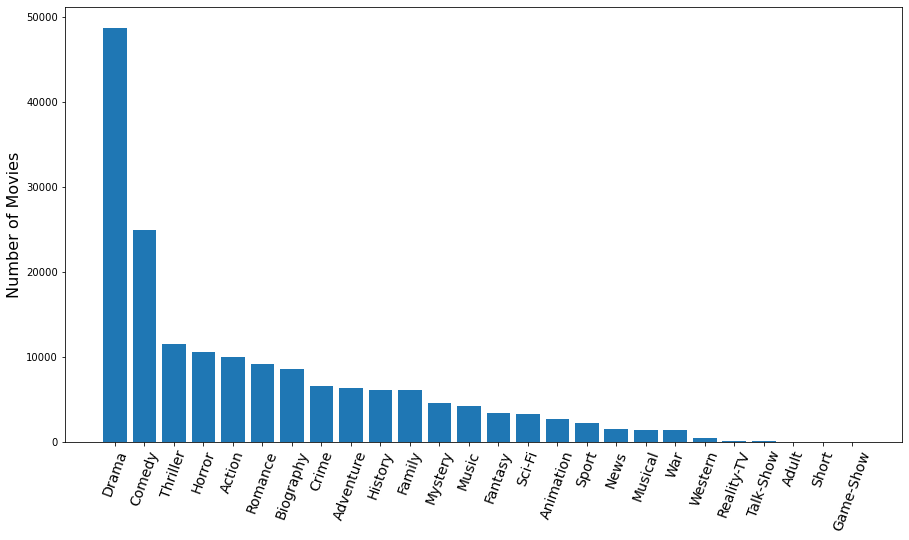 Number of Movies
50000
40000
30000
20000
10000
0
Drama
Comedy
Thriller
Horror
Action
Romance
Biography
Crime
Adventure
History
Family
Mystery
Music
Fantasy
Sci-Fi
Animation
Sport
News
Musical
War
Western
Reality-TV
Talk-Show
Adult
Short
Game-Show